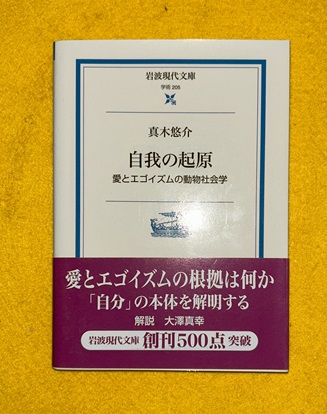 岩波現代文庫
学術 205
真木悠介
自我の起原
愛とエゴイズムの動物社会学
愛とエゴイズムの根拠は何か
「自分」の本体を解明する
解説 大澤真幸
岩波現代文庫 創刊500点 突破